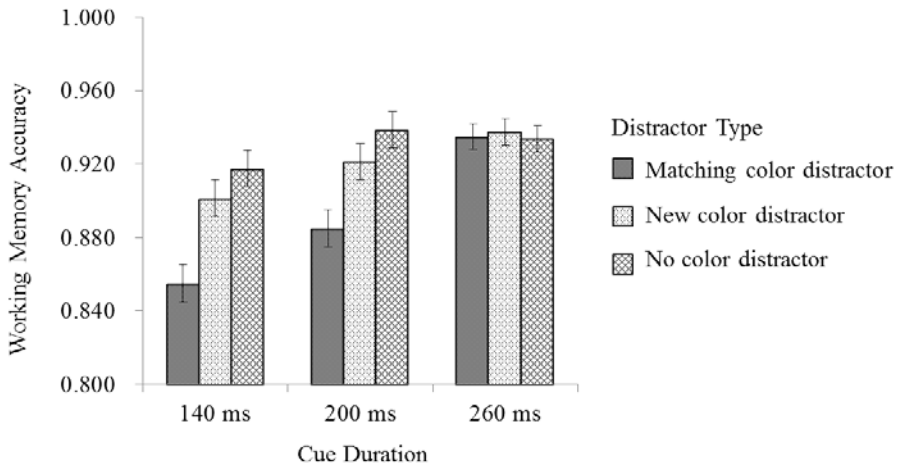 1.000
0.960
0.920
0.880
0.840
0.800
Working Memory Accuracy
140 ms
200 ms
260 ms
Cue Duration
Distractor Type
Matching color distractor
New color distractor
No color distractor